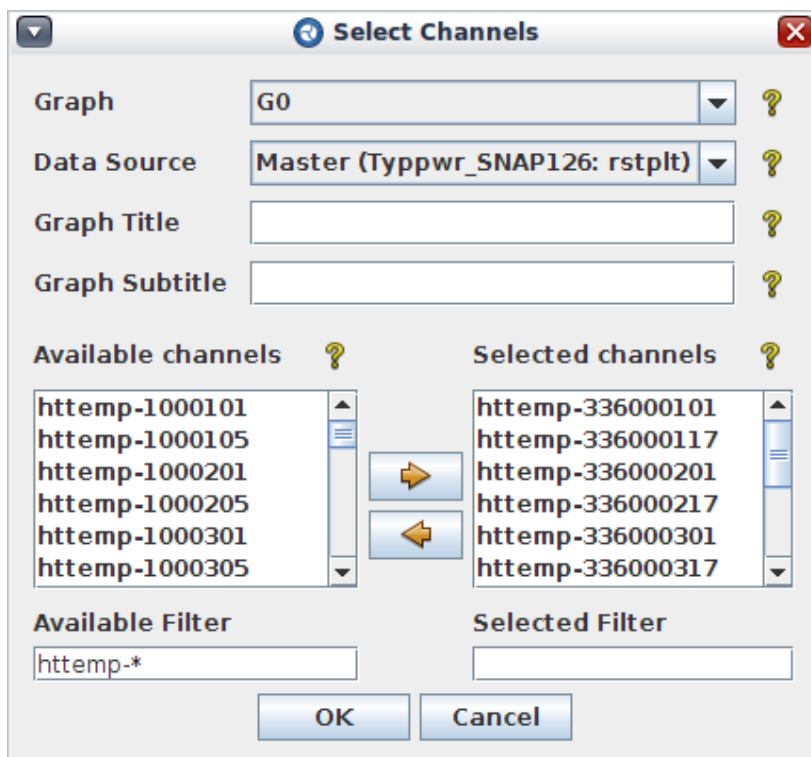 Select Channels
Graph G0
Data Source Master (Typpwr_SNAP126: rstplt)
Graph Title
Graph Subtitle
Available channels Selected channels
httemp-1000101 httemp-336000101
httemp-1000105 httemp-336000117
httemp-1000201 httemp-336000201
httemp-1000205 httemp-336000217
httemp-1000301 httemp-336000301
httemp-1000305 httemp-336000317
Available Filter Selected Filter
httemp-*
OK Cancel